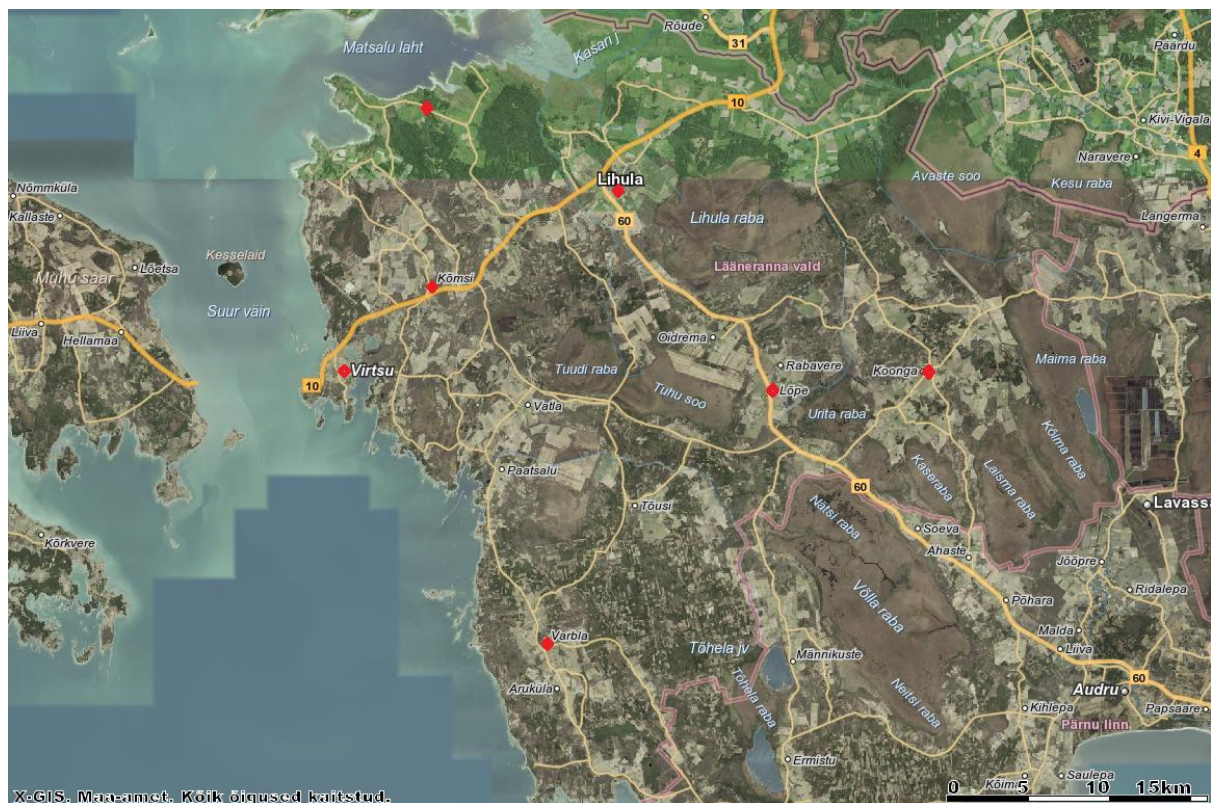 Rõude
31
Matsalu laht
Kasari j
Päärdu
10
Kivi-Vigala
4
Naravere
Lihula
Avaste soo
Kesu raba
Nõmmküla
Kallaste
60
Lihula raba
Langerma
Kesselaid
Lõetsa
Muhu saar
Lääneranna vald
Kõmsi
Suur väin
Liiva
Hellamaa
Oidrema
Maima raba
Rabavere
Koonga
Virtsu
10
Tuudi raba
Tuhu soo
Lõpe
Vatla
Urita raba
Kõima raba
Paatsalu
Kaseraba
Laisma raba
60
Tõusi
Nätsi raba
Lavassa
Soeva
Kõrkvere
Ahaste
Jõõpre
Võlla raba
Põhara
Ridalepa
Malda
Varbla
Tõhela jv
Liiva
Männikuste
60
Aruküla
Tõhela raba
Neitsi raba
Audru
Kihlepa
Papsaare
Pärnu linn
Ermistu
Kõima
Saulepa
0 5 10 15km
X-GIS. Maa-amet. Kõik õigused kaitstud.